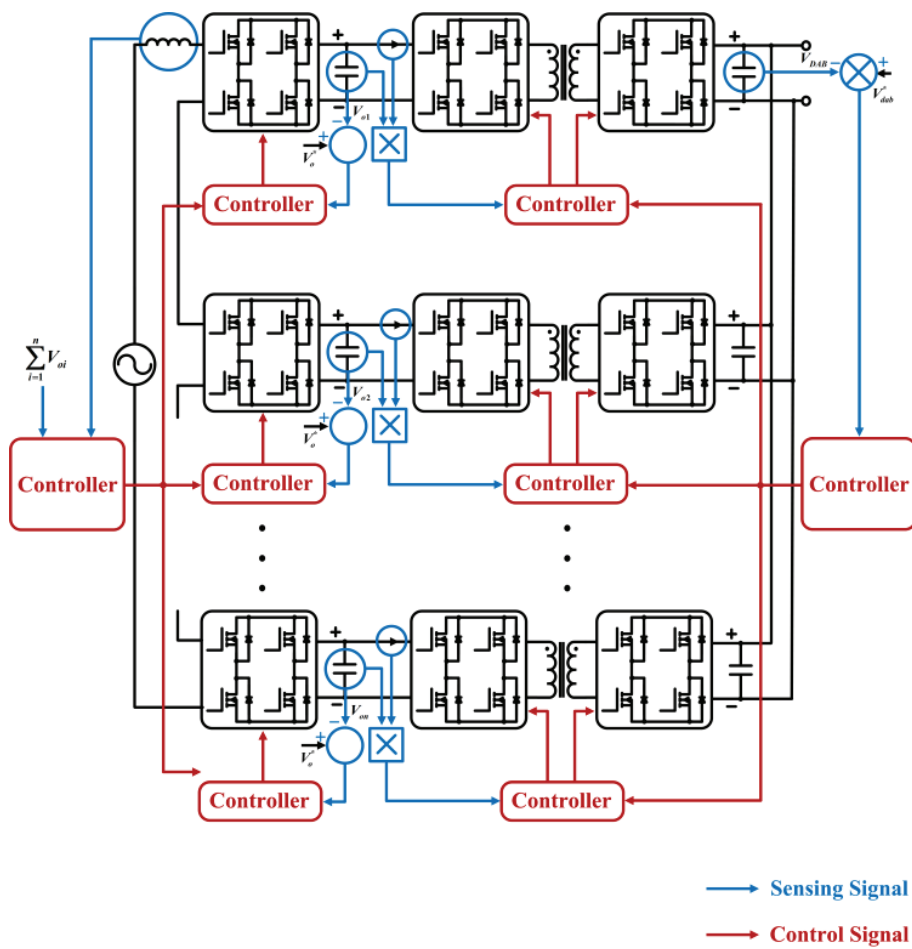 +
+
V_DAB
− +
V*_dab
−
V_o1
−
− +
V*_o
Controller
Controller
+
+
n
∑ V_oi
i=1
−
V_o2
−
− +
V*_o
Controller
Controller
Controller
Controller
+
+
−
V_on
−
− +
V*_o
Controller
Controller
Sensing Signal
Control Signal